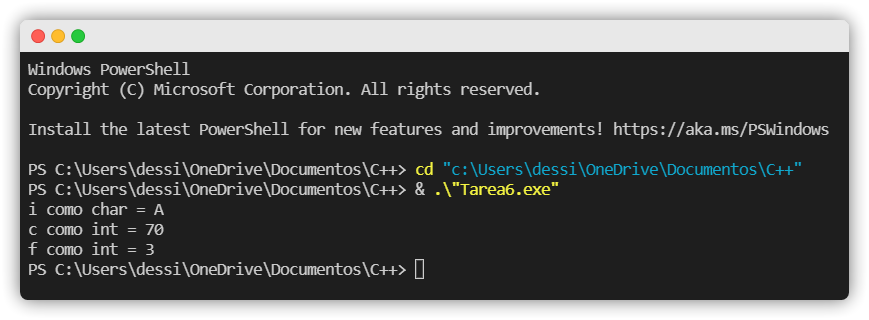 Windows PowerShell
Copyright (C) Microsoft Corporation. All rights reserved.
Install the latest PowerShell for new features and improvements! https://aka.ms/PSWindows
PS C:\Users\dessi\OneDrive\Documentos\C++> cd "c:\Users\dessi\OneDrive\Documentos\C++"
PS C:\Users\dessi\OneDrive\Documentos\C++> & .\"Tarea6.exe"
i como char = A
c como int = 70
f como int = 3
PS C:\Users\dessi\OneDrive\Documentos\C++>